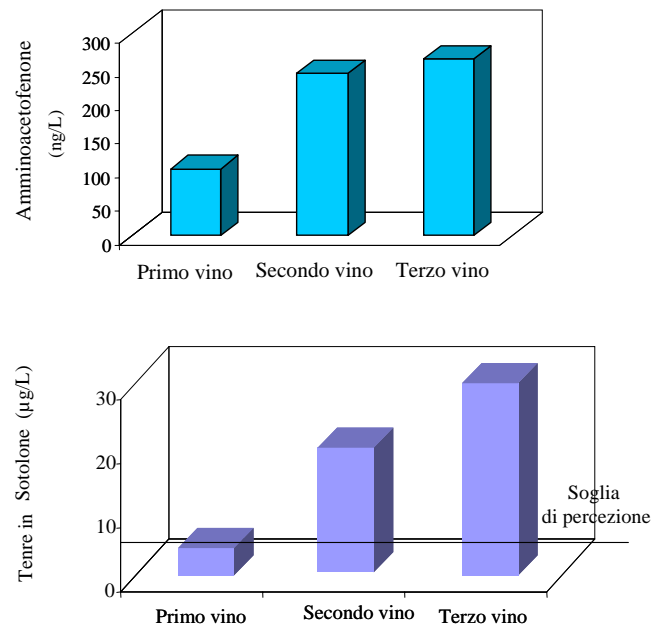 Amminoacetofenone
(ng/L)
300
250
200
150
100
50
0
Primo vino Secondo vino Terzo vino
Tenre in Sotolone (µg/L)
30
20
10
0
Soglia
di percezione
Primo vino Secondo vino Terzo vino